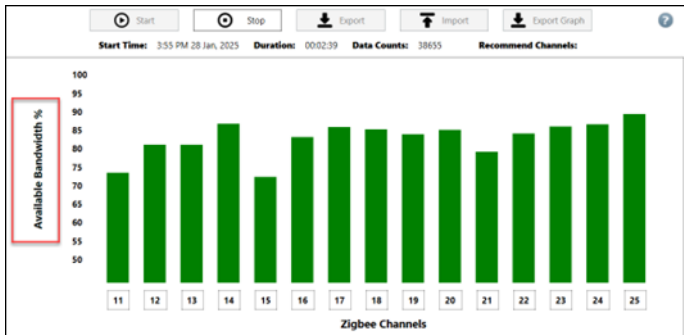 Start Stop Export Import Export Graph ?
Start Time: 3:55 PM 28 Jan, 2025 Duration: 00:02:39 Data Counts: 38655 Recommend Channels:
Available Bandwidth %
100
95
90
85
80
75
70
65
60
55
50
11 12 13 14 15 16 17 18 19 20 21 22 23 24 25
Zigbee Channels